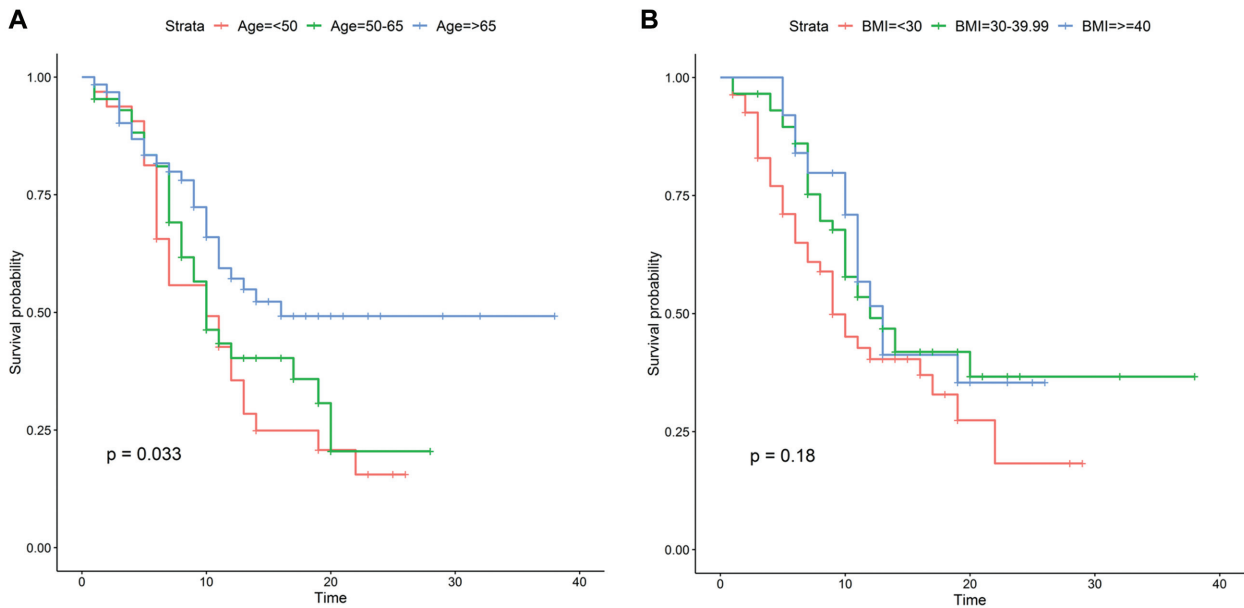 A
Strata Age=<50 Age=50-65 Age=>65
1.00
0.75
0.50
0.25
0.00
Survival probability
p = 0.033
0 10 20 30 40
Time
B
Strata BMI=<30 BMI=30-39.99 BMI=>=40
1.00
0.75
0.50
0.25
0.00
Survival probability
p = 0.18
0 10 20 30 40
Time